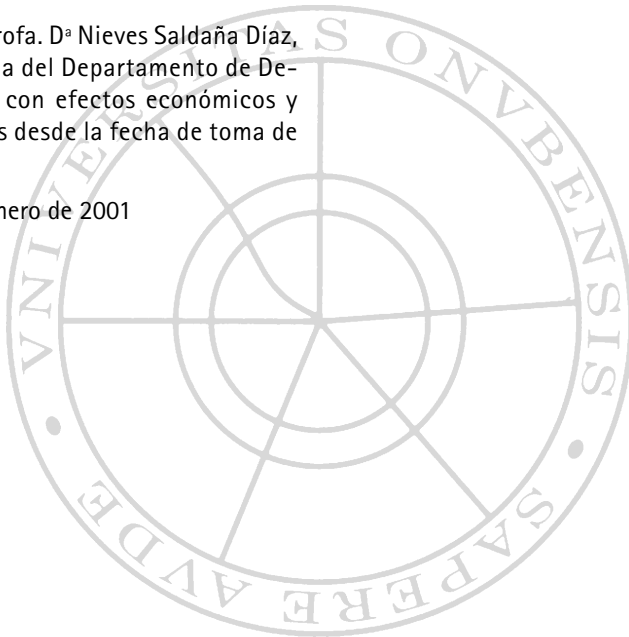 rofa. Dª Nieves Saldaña Díaz,
a del Departamento de De-
con efectos económicos y
s desde la fecha de toma de
nero de 2001
VNIVERSITAS ONVBENSIS • SAPERE AVDE •